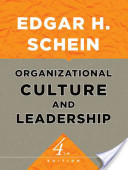 EDGAR H.
SCHEIN
ORGANIZATIONAL
CULTURE
AND
LEADERSHIP
4TH
EDITION